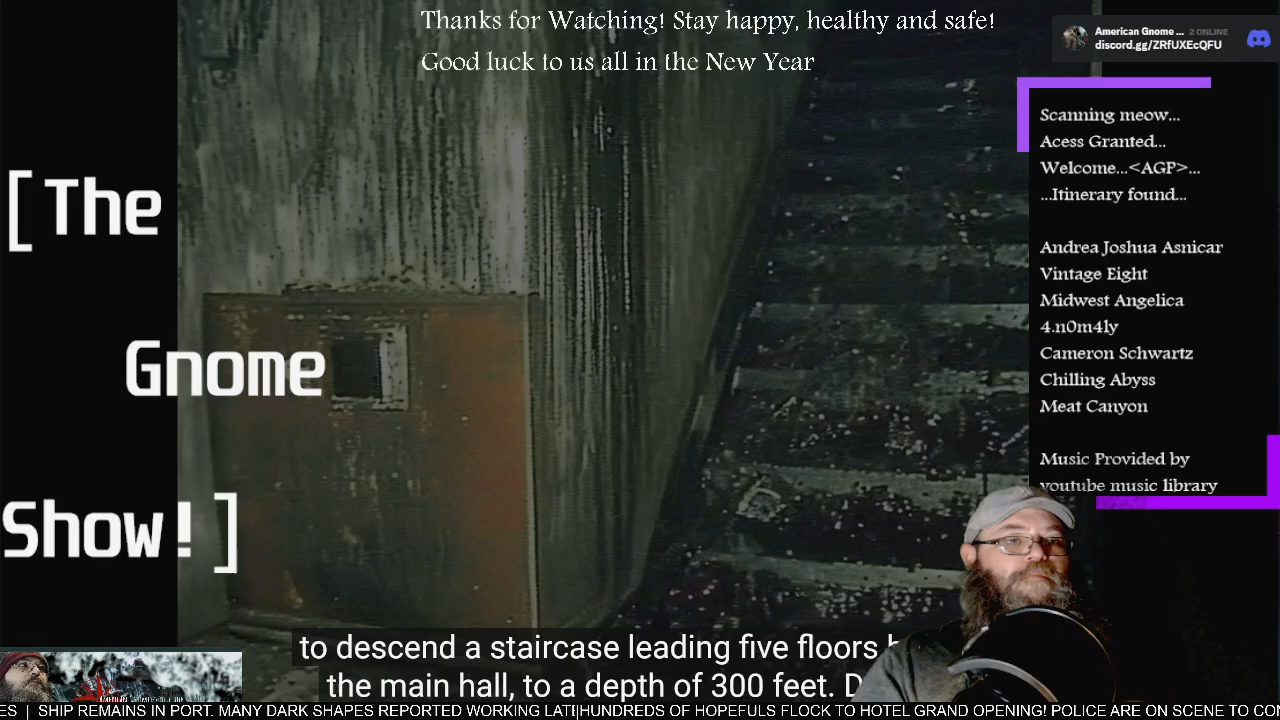 Thanks for Watching! Stay happy, healthy and safe!
Good luck to us all in the New Year
American Gnome ... 2 ONLINE
discord.gg/ZRfUXEcQFU
Scanning meow...
Acess Granted...
Welcome...<AGP>...
...Itinerary found...
Andrea Joshua Asnicar
Vintage Eight
Midwest Angelica
4.n0m4ly
Cameron Schwartz
Chilling Abyss
Meat Canyon
Music Provided by
youtube music library
[ The
Gnome
Show! ]
to descend a staircase leading five floors
the main hall, to a depth of 300 feet.
ES | SHIP REMAINS IN PORT. MANY DARK SHAPES REPORTED WORKING LATE|HUNDREDS OF HOPEFULS FLOCK TO HOTEL GRAND OPENING! POLICE ARE ON SCENE TO CO